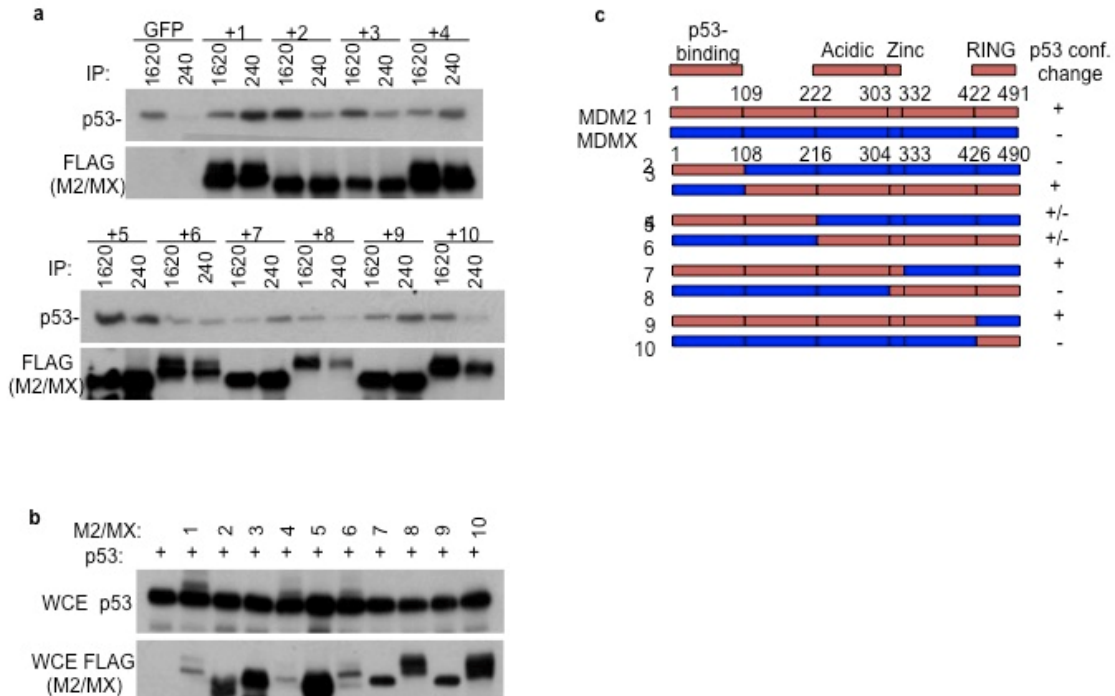 a
GFP +1 +2 +3 +4
IP: 1620 240 1620 240 1620 240 1620 240 1620 240
p53-
FLAG
(M2/MX)
+5 +6 +7 +8 +9 +10
IP: 1620 240 1620 240 1620 240 1620 240 1620 240 1620 240
p53-
FLAG
(M2/MX)
b
M2/MX: 1 2 3 4 5 6 7 8 9 10
p53: + + + + + + + + + + +
WCE p53
WCE FLAG
(M2/MX)
c
p53-
binding
Acidic Zinc RING
p53 conf.
change
1 109 222 303 332 422 491
MDM2 1 +
MDMX -
1 108 216 304 333 426 490
2 -
3 +
4 +/-
5
6 +/-
7 +
8 -
9 +
10 -